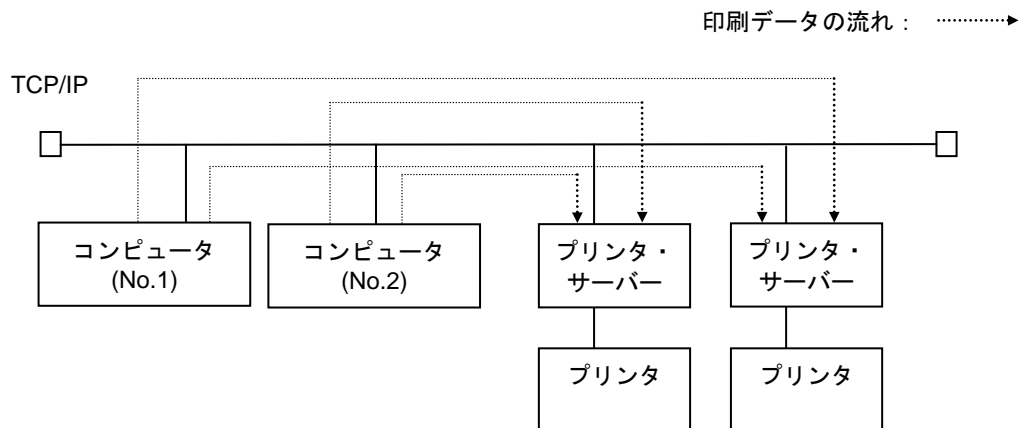 印刷データの流れ：
TCP/IP
コンピュータ
(No.1)
コンピュータ
(No.2)
プリンタ・
サーバー
プリンタ・
サーバー
プリンタ
プリンタ